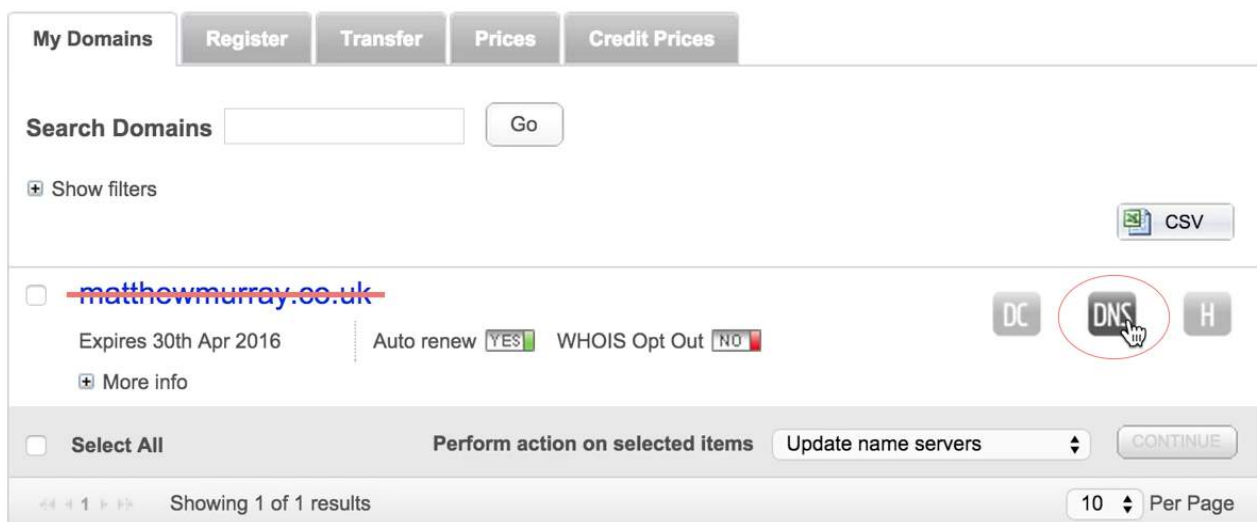 My Domains Register Transfer Prices Credit Prices
Search Domains Go
Show filters
CSV
matthewmurray.co.uk
DC DNS H
Expires 30th Apr 2016 Auto renew YES WHOIS Opt Out NO
More info
Select All Perform action on selected items Update name servers CONTINUE
1 Showing 1 of 1 results 10 Per Page